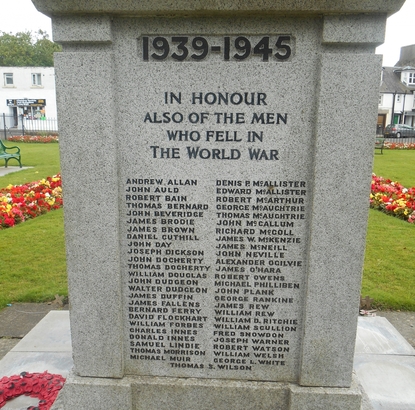 1939-1945
IN HONOUR
ALSO OF THE MEN
WHO FELL IN
THE WORLD WAR
ANDREW ALLAN
JOHN AULD
ROBERT BAIN
THOMAS BERNARD
JOHN BEVERIDGE
JAMES BRODIE
JAMES BROWN
DANIEL CUTHILL
JOHN DAY
JOSEPH DICKSON
JOHN DOCHERTY
THOMAS DOCHERTY
WILLIAM DOUGLAS
JOHN DUDGEON
WALTER DUDGEON
JAMES DUFFIN
JAMES FALLENS
BERNARD FERRY
DAVID FLOCKHART
WILLIAM FORBES
CHARLES INNES
DONALD INNES
SAMUEL LINDIE
THOMAS MORRISON
MICHAEL MUIR
DENIS P. McALLISTER
EDWARD McALLISTER
ROBERT McARTHUR
GEORGE McAUCHTRIE
THOMAS McAUCHTRIE
JOHN McCALLUM
RICHARD McCOLL
JAMES W. McKENZIE
JAMES McNEILL
JOHN NEVILLE
ALEXANDER OGILVIE
JAMES O'HARA
ROBERT OWENS
MICHAEL PHILLIBEN
JOHN PLANK
GEORGE RANKINE
JAMES REW
WILLIAM REW
WILLIAM D. RITCHIE
WILLIAM SCULLION
FRED SNOWDON
JOSEPH WARNER
ROBERT WATSON
WILLIAM WELSH
GEORGE L. WHITE
THOMAS S. WILSON